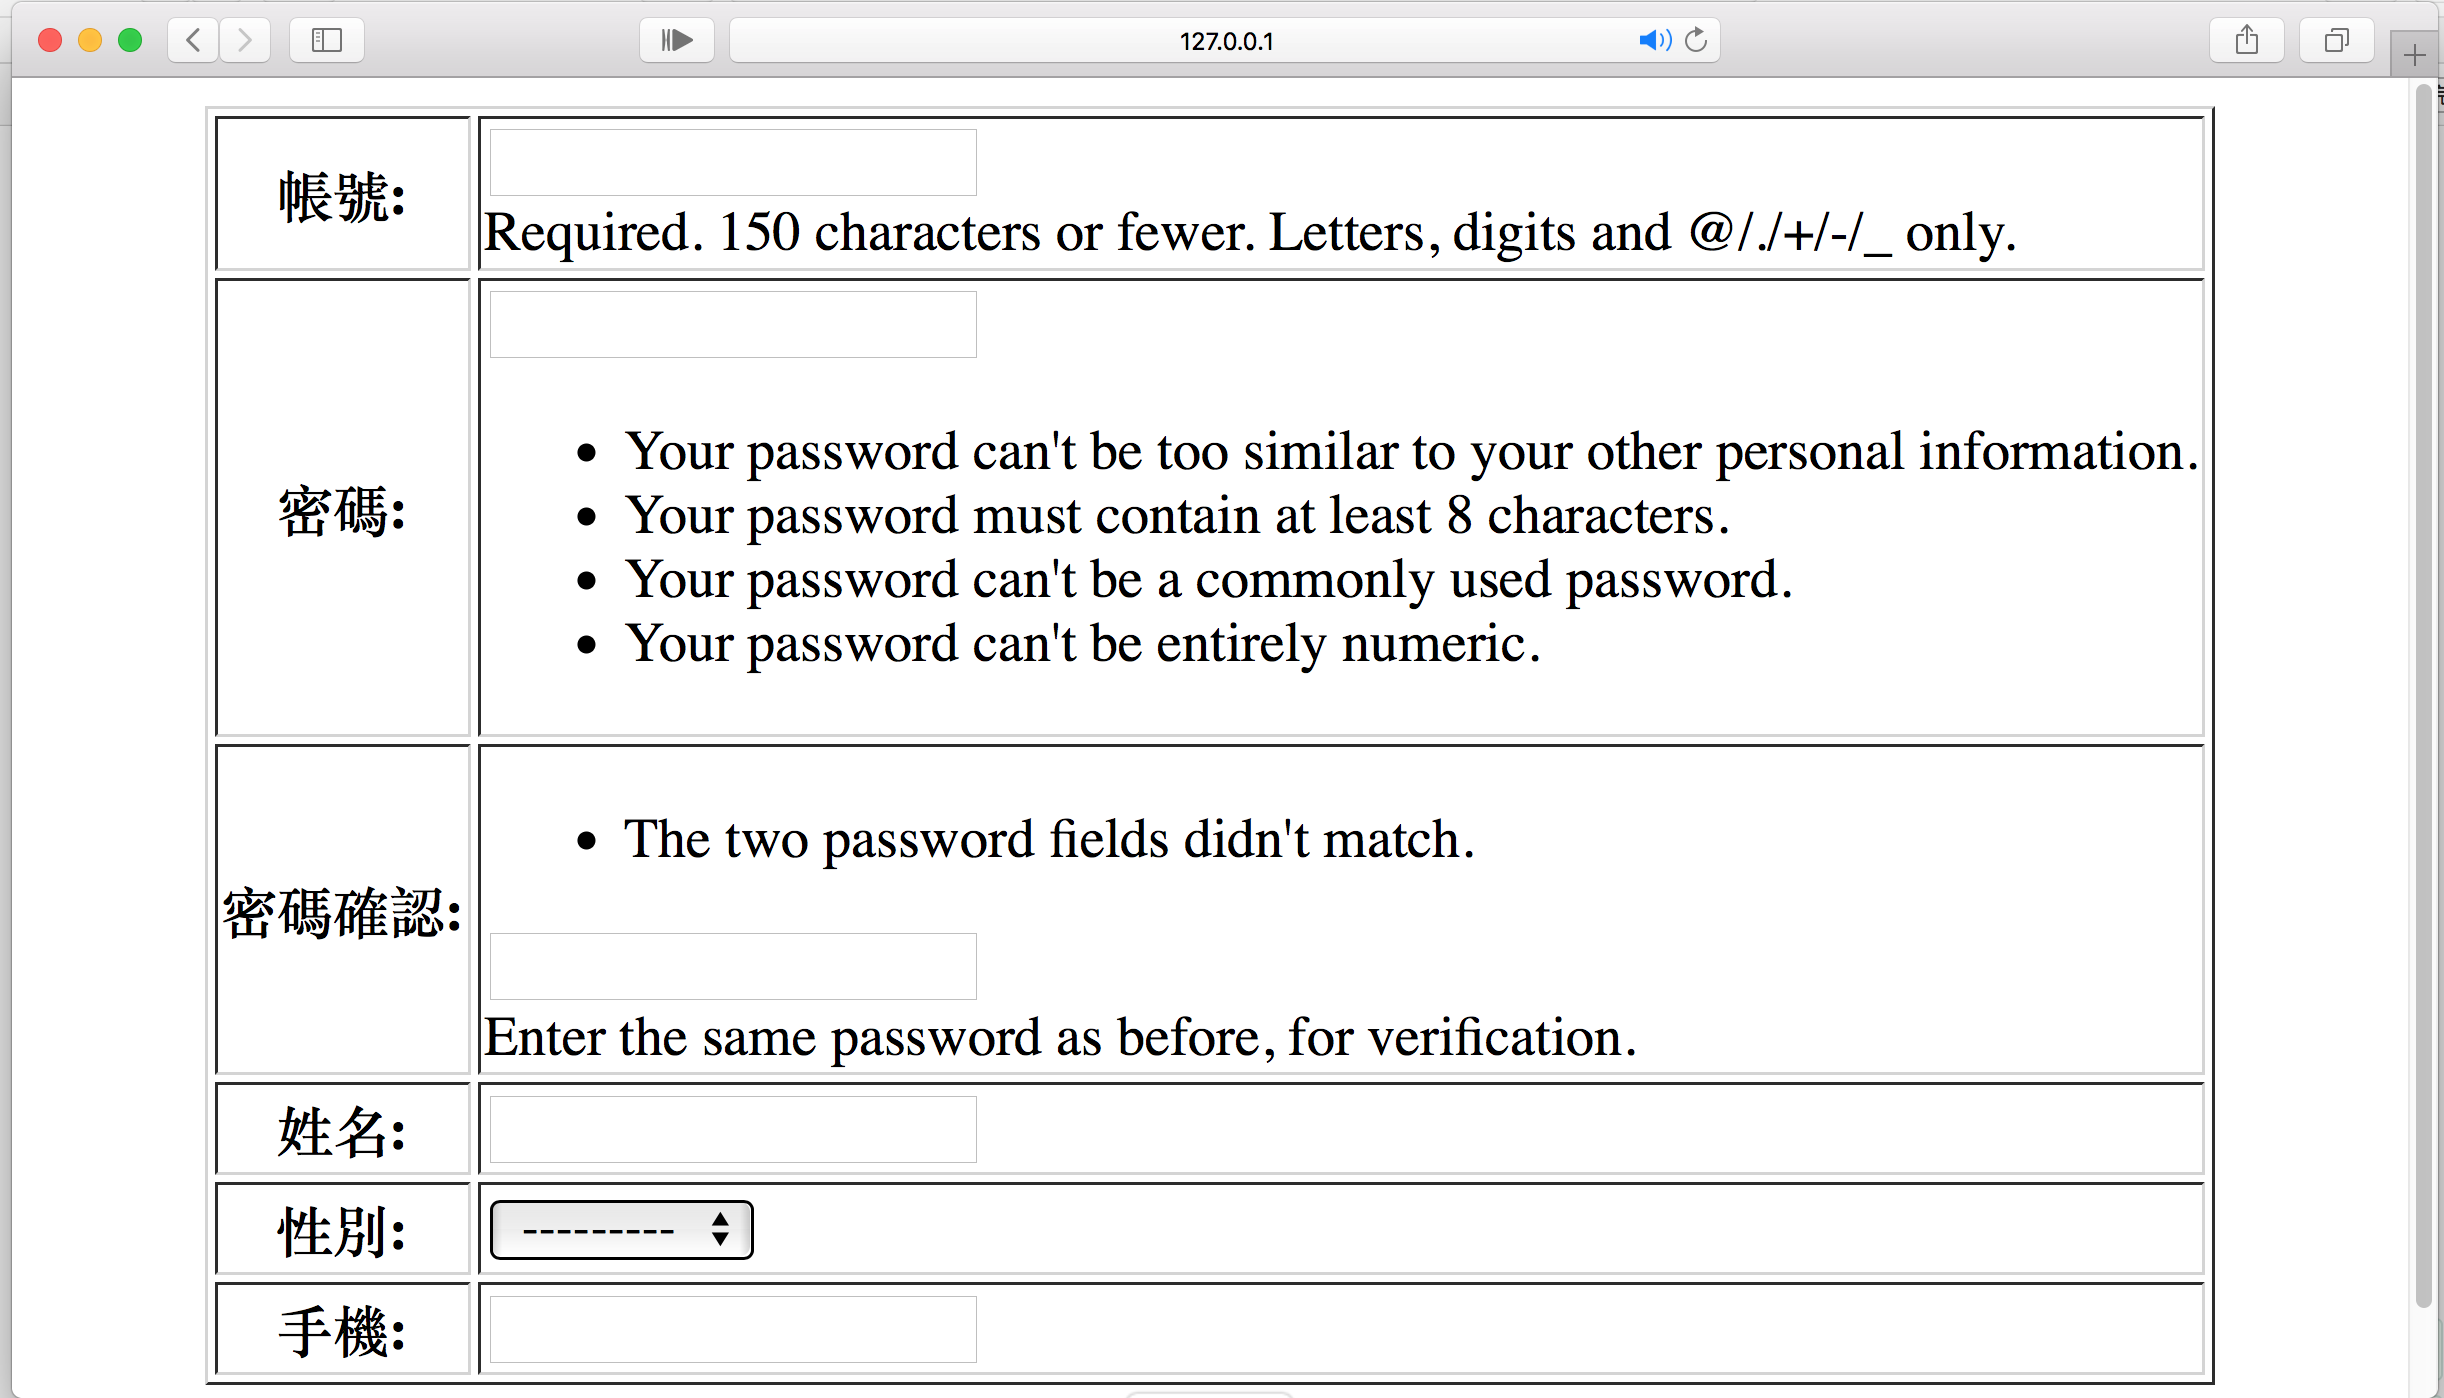 127.0.0.1
帳號:
Required. 150 characters or fewer. Letters, digits and @/./+/-/_ only.
密碼:
Your password can't be too similar to your other personal information.
Your password must contain at least 8 characters.
Your password can't be a commonly used password.
Your password can't be entirely numeric.
密碼確認:
The two password fields didn't match.
Enter the same password as before, for verification.
姓名:
性別:
---------
手機: